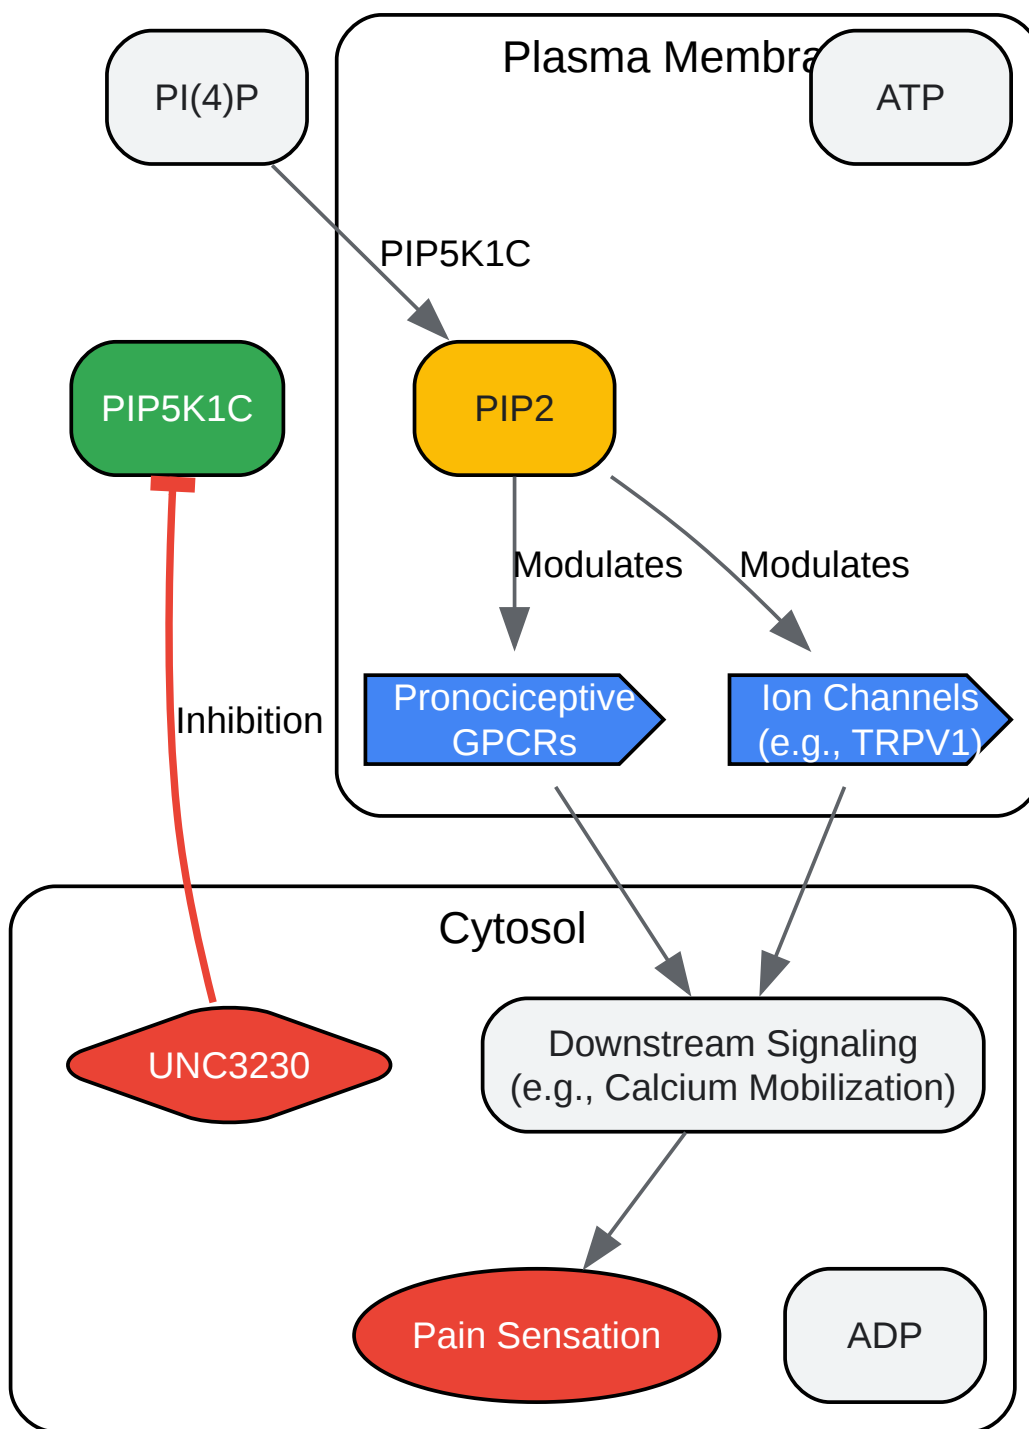 Plasma Membra
PI(4)P
ATP
PIP5K1C
PIP5K1C
PIP2
Modulates
Modulates
Pronociceptive
GPCRs
Ion Channels
(e.g., TRPV1)
Inhibition
Cytosol
UNC3230
Downstream Signaling
(e.g., Calcium Mobilization)
Pain Sensation
ADP